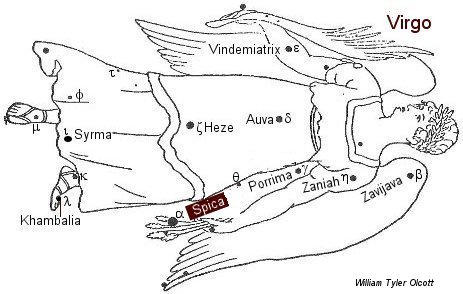 Virgo
Vindemiatrix ε
τ
φ
μ
ι Syrma
ζ Heze
Auva δ
κ
λ
Khambalia
θ
Porrima γ
Zaniah η
Zavijava β
α Spica
William Tyler Olcott